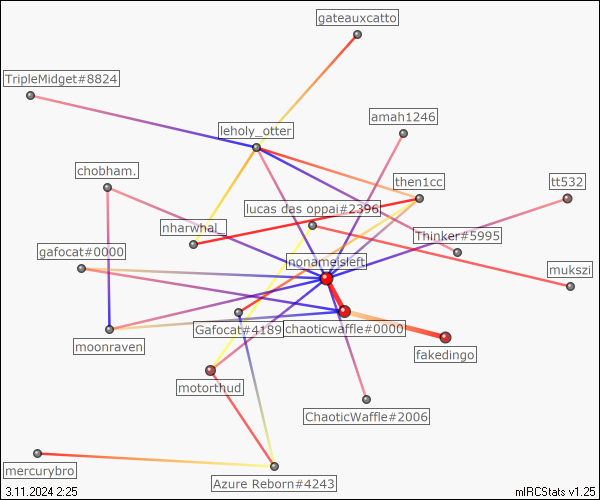 gateauxcatto
TripleMidget#8824
amah1246
leholy_otter
chobham.
then1cc
tt532
lucas das oppai#2396
nharwhal_
Thinker#5995
gafocat#0000
nonameisleft
mukszi
Gafocat#4189
chaoticwaffle#0000
moonraven
fakedingo
motorthud
ChaoticWaffle#2006
mercurybro
Azure Reborn#4243
3.11.2024 2:25
mIRCStats v1.25